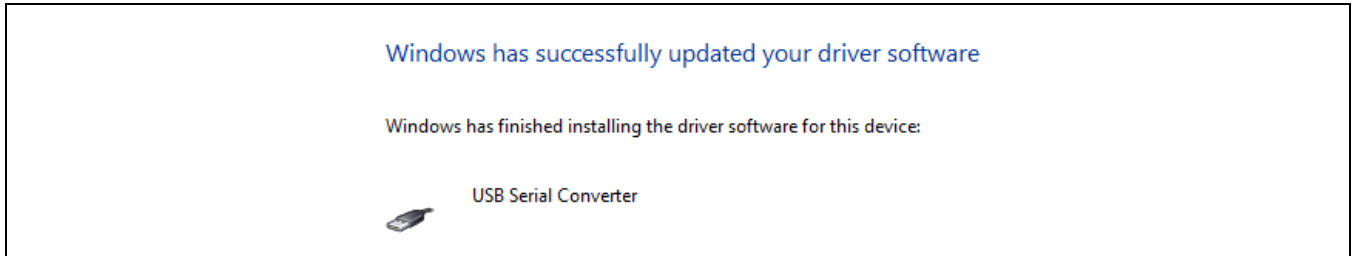 Windows has successfully updated your driver software
Windows has finished installing the driver software for this device:
USB Serial Converter